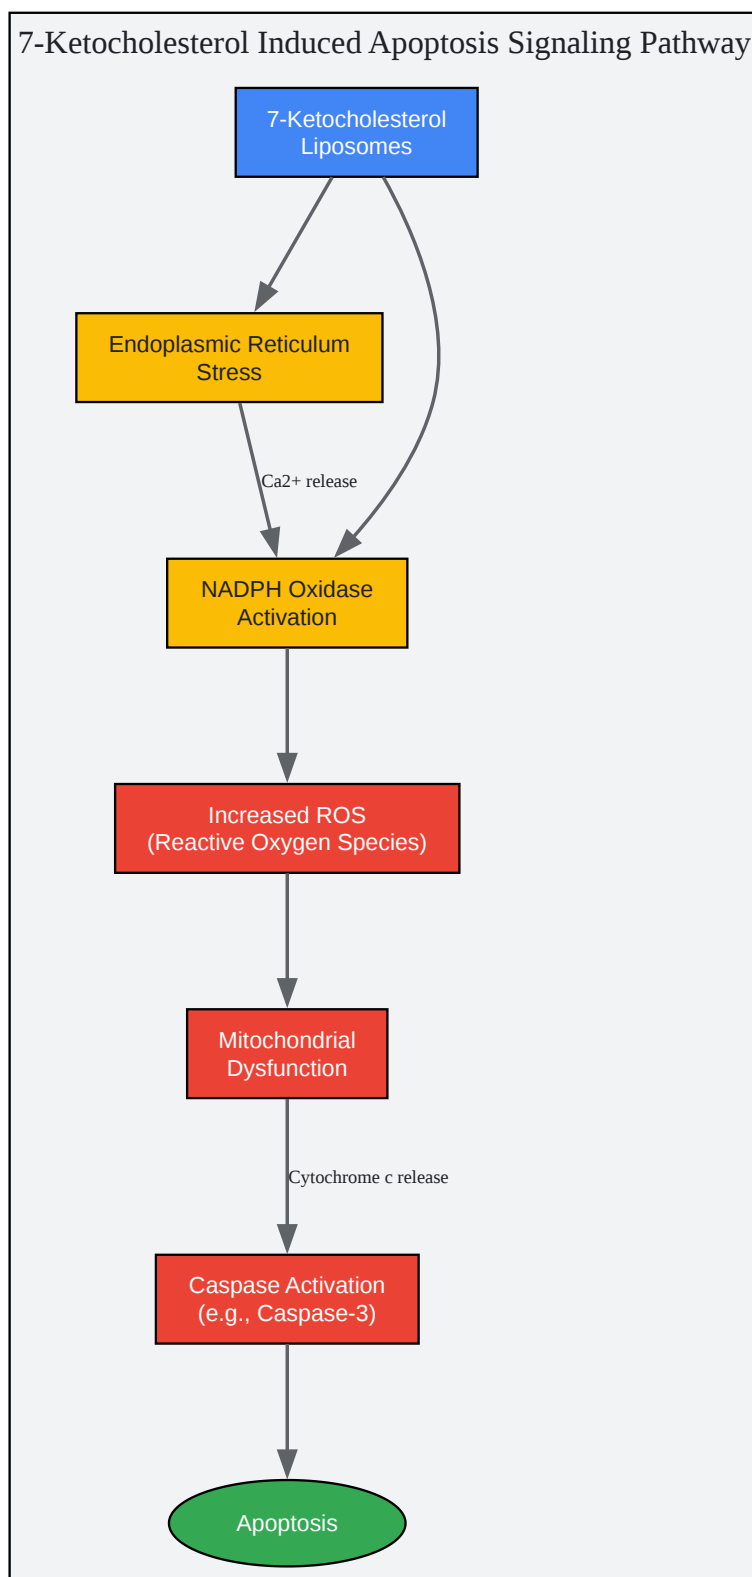 7-Ketocholesterol Induced Apoptosis Signaling Pathway
7-Ketocholesterol
Liposomes
Endoplasmic Reticulum
Stress
Ca2+ release
NADPH Oxidase
Activation
Increased ROS
(Reactive Oxygen Species)
Mitochondrial
Dysfunction
Cytochrome c release
Caspase Activation
(e.g., Caspase-3)
Apoptosis